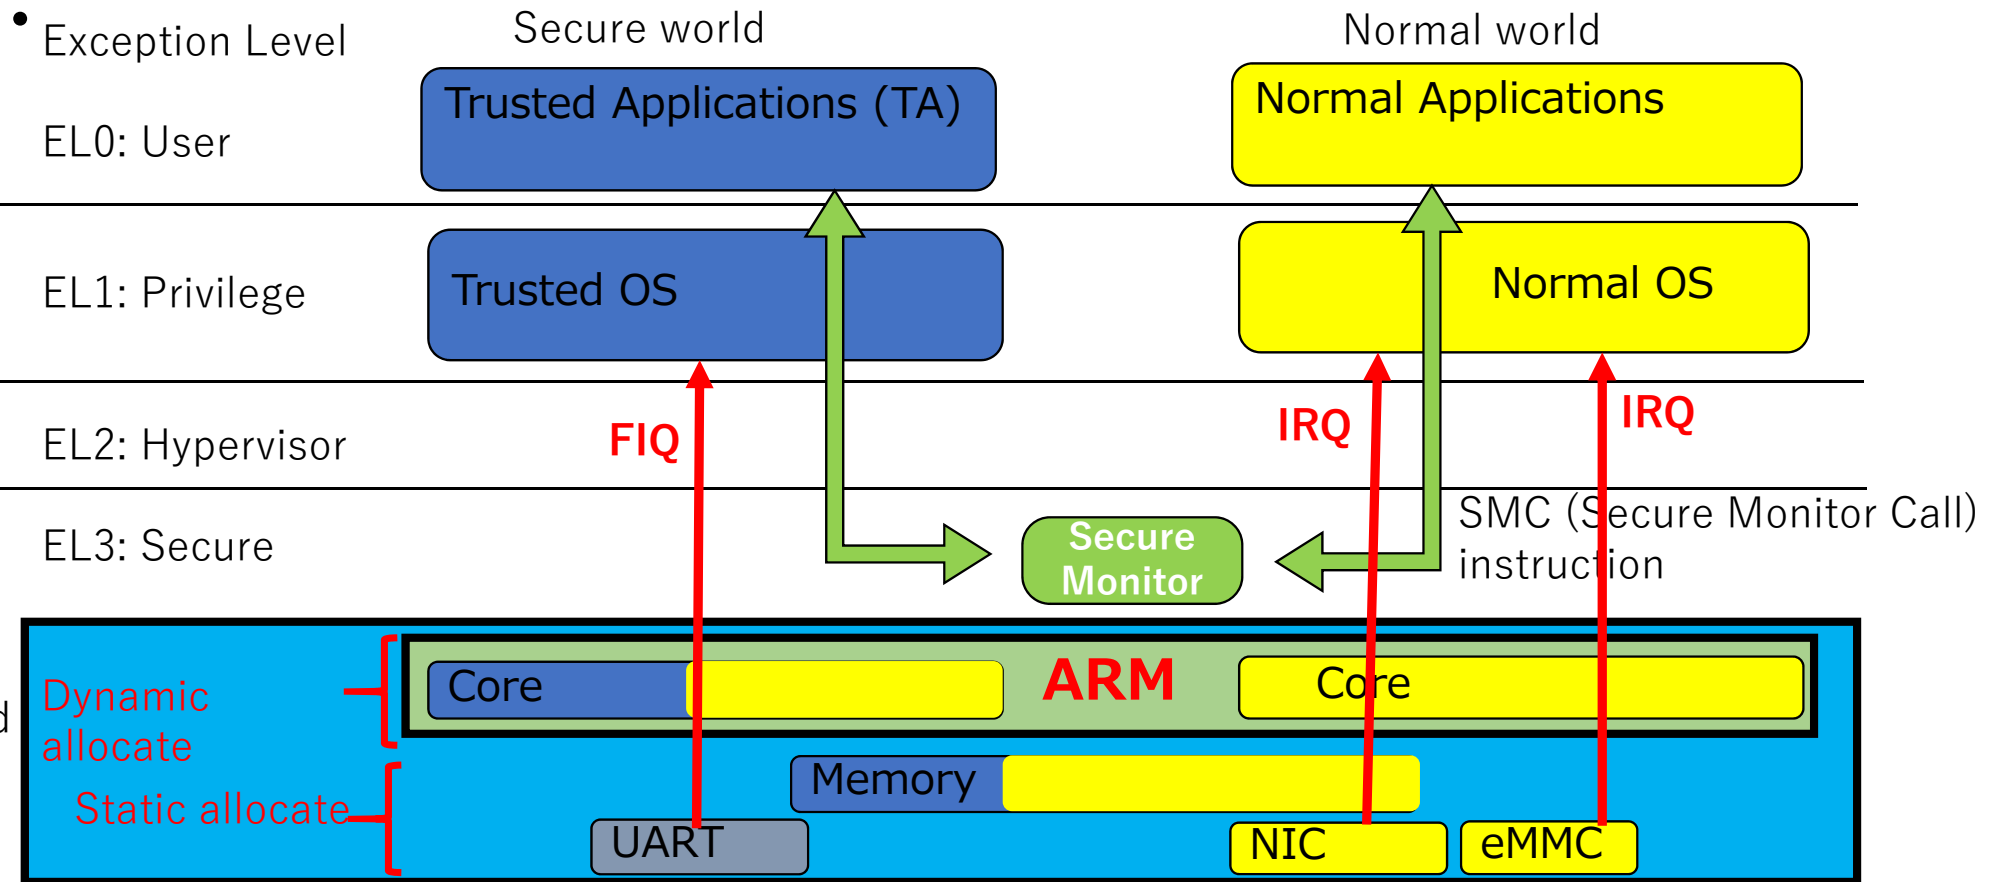 • Exception Level
Secure world
Normal world
Trusted Applications (TA)
Normal Applications
EL0: User
EL1: Privilege
Trusted OS
Normal OS
EL2: Hypervisor
FIQ
IRQ
IRQ
EL3: Secure
Secure
Monitor
SMC (Secure Monitor Call)
instruction
Dynamic
allocate
Core
ARM
Core
Static allocate
Memory
UART
NIC
eMMC